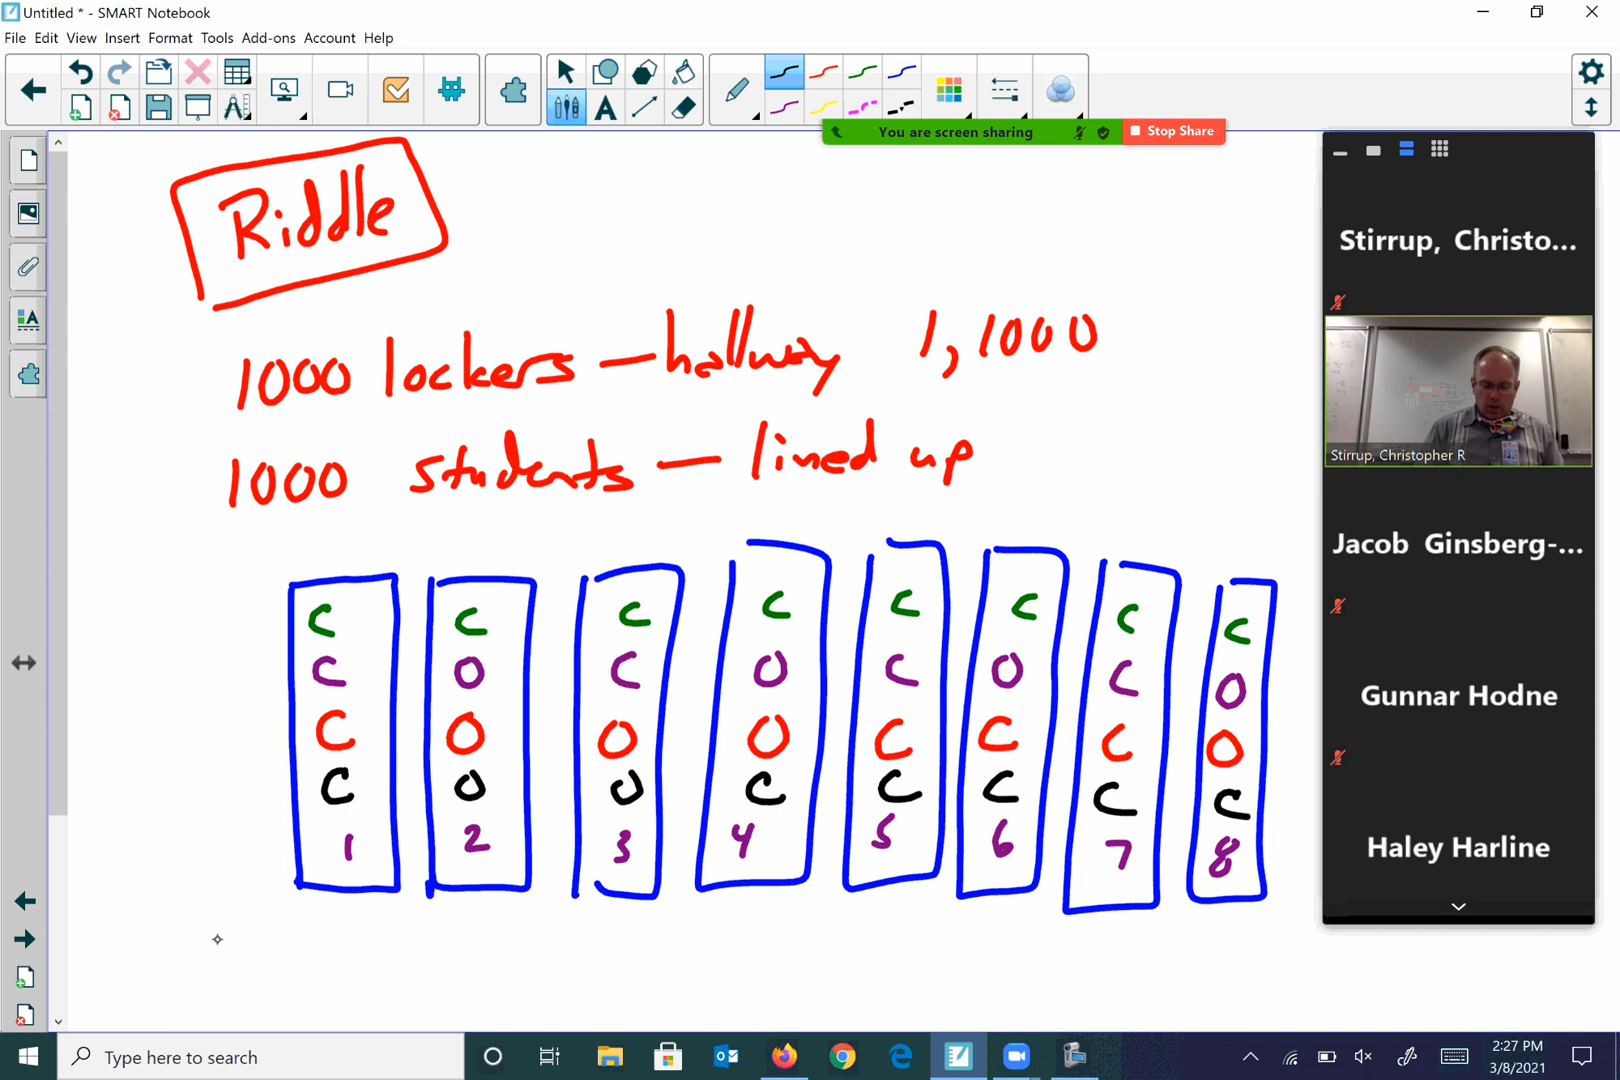 Untitled * - SMART Notebook
File Edit View Insert Format Tools Add-ons Account Help
You are screen sharing Stop Share
Riddle
1000 lockers — hallway 1, 1000
1000 students — lined up
C C C C C C C C
C O C O C O C O
C O O O C C C O
C O O C C C C C
1 2 3 4 5 6 7 8
Stirrup, Christo...
Stirrup, Christopher R
Jacob Ginsberg-...
Gunnar Hodne
Haley Harline
Type here to search
2:27 PM
3/8/2021